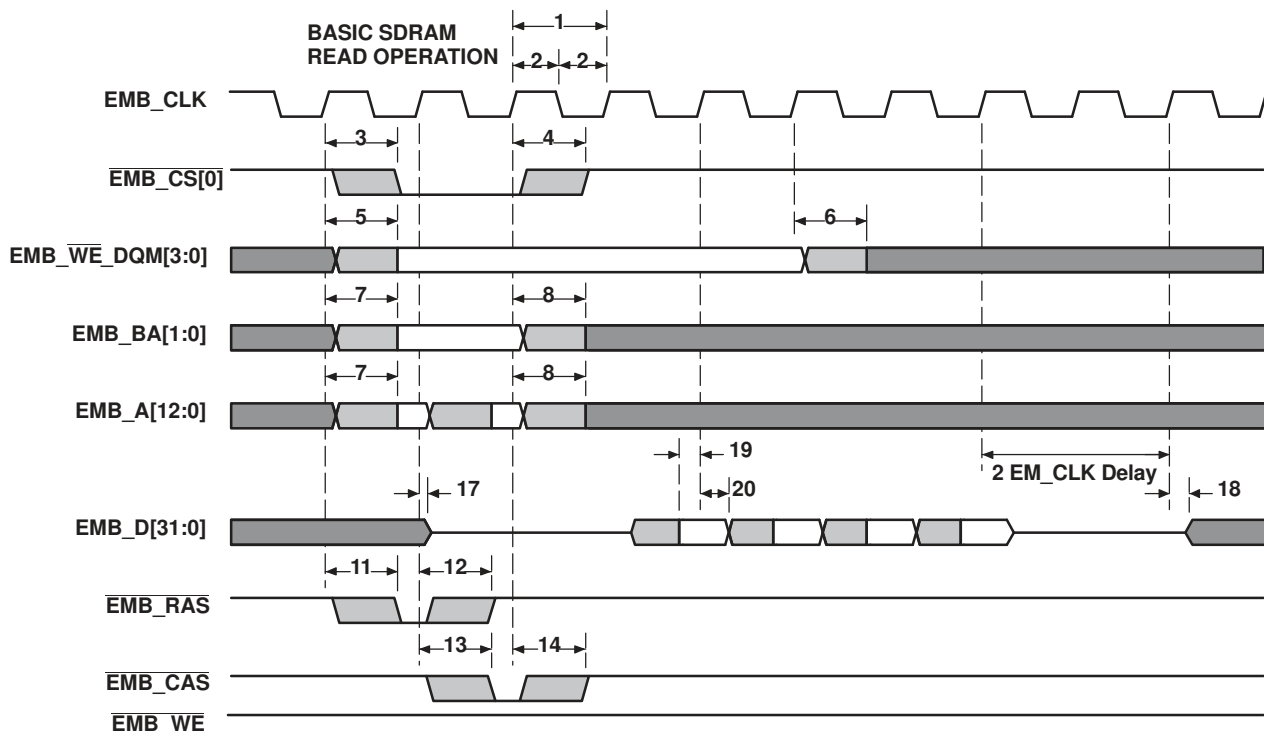 BASIC SDRAM
READ OPERATION
1
2 2
EMB_CLK
3 4
EMB_CS[0]
5 6
EMB_WE_DQM[3:0]
7 8
EMB_BA[1:0]
7 8
EMB_A[12:0]
19
2 EM_CLK Delay
17 20 18
EMB_D[31:0]
11 12
EMB_RAS
13 14
EMB_CAS
EMB_WE